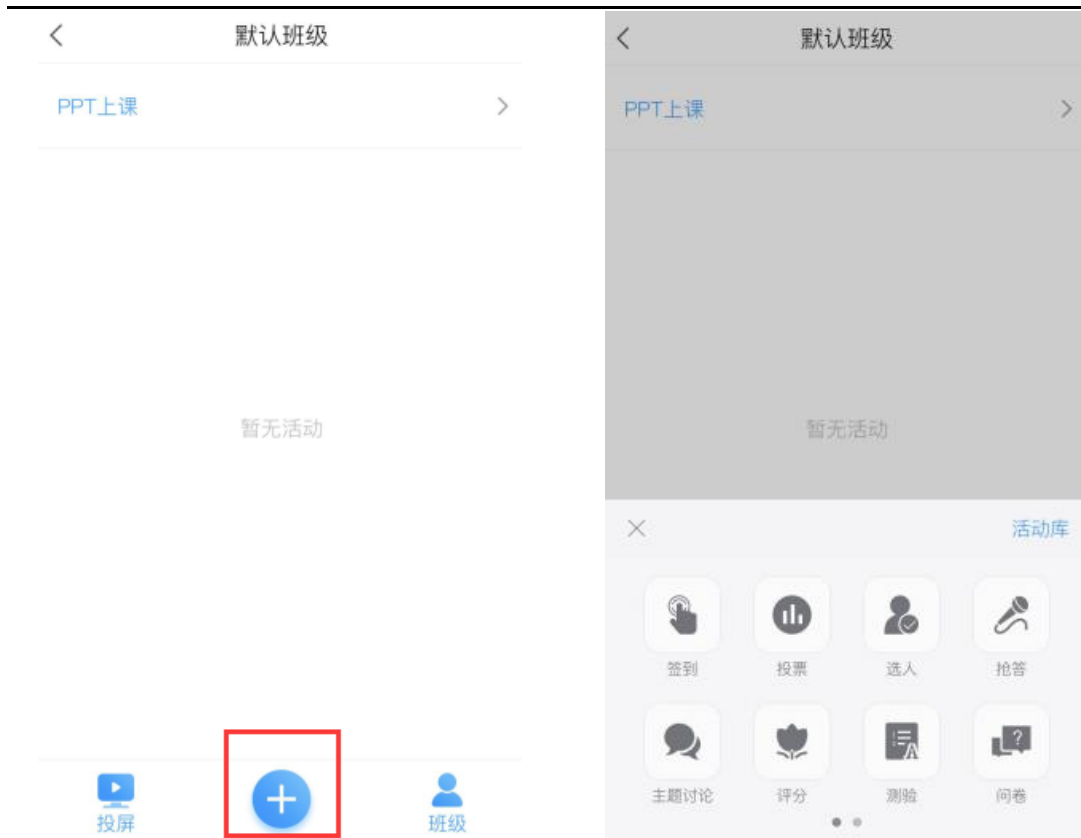 默认班级
PPT上课
暂无活动
投屏
班级
默认班级
PPT上课
暂无活动
活动库
签到 投票 选人 抢答
主题讨论 评分 测验 问卷